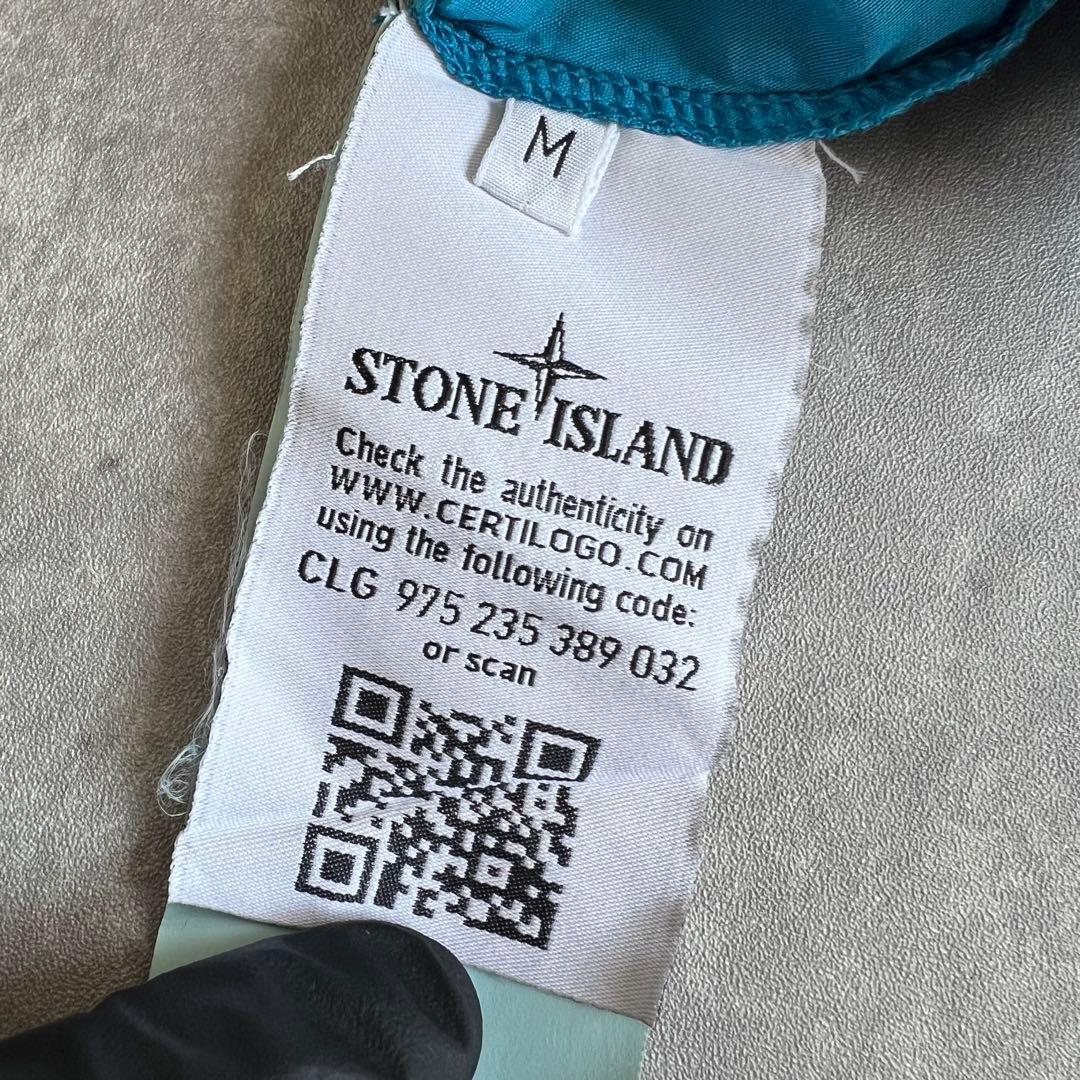 M
STONE ISLAND
Check the authenticity on
WWW.CERTILOGO.COM
using the following code:
CLG 975 235 389 032
or scan